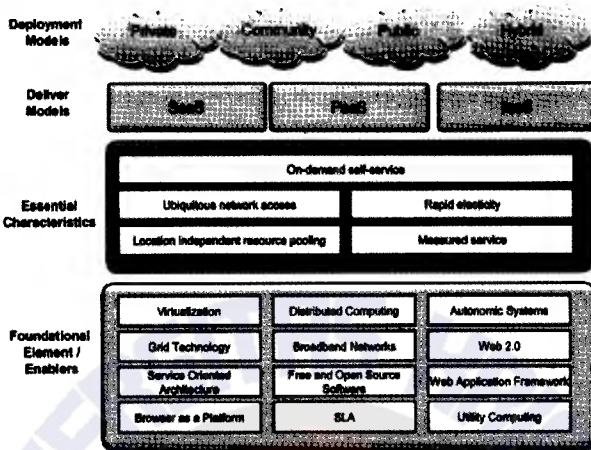 Deployment
Models
Private
Community
Public
Hybrid
Deliver
Models
SaaS
PaaS
IaaS
Essential
Characteristics
On-demand self-service
Ubiquitous network access
Rapid elasticity
Location independent resource pooling
Measured service
Foundational
Element /
Enablers
Virtualization
Distributed Computing
Autonomic Systems
Grid Technology
Broadband Networks
Web 2.0
Service Oriented
Architecture
Free and Open Source
Software
Web Application Framework
Browser as a Platform
SLA
Utility Computing